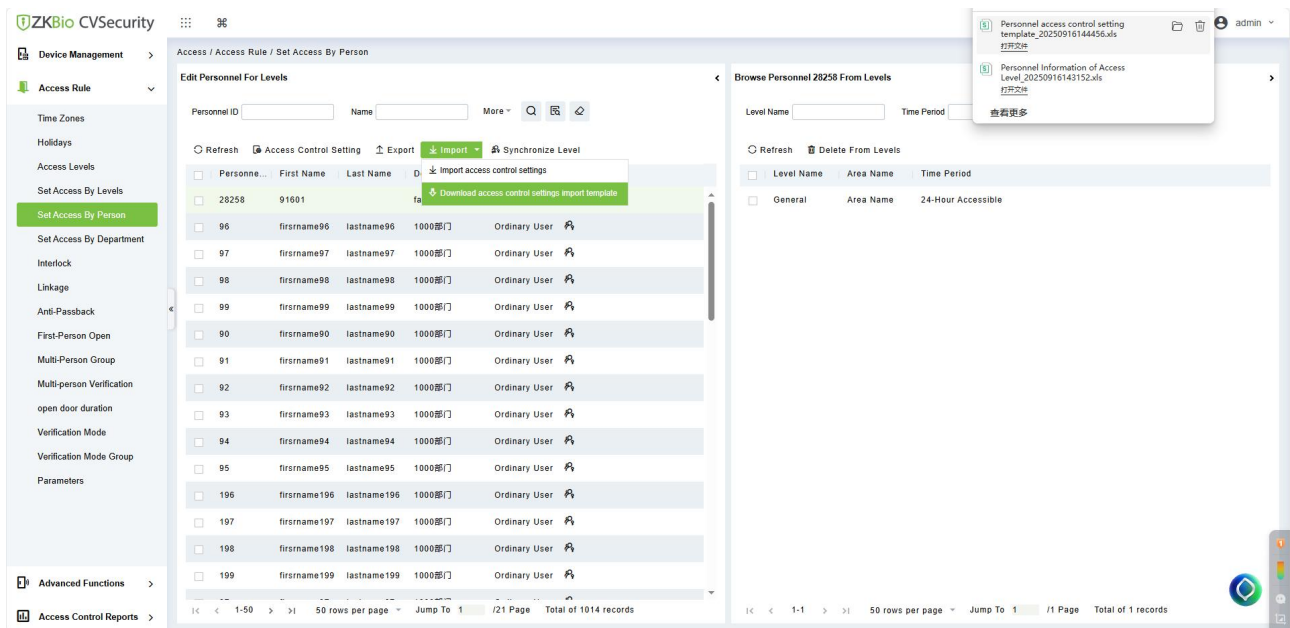 ZKBio CVSecurity
admin
Personnel access control setting
template_20250916144456.xls
打开文件
Personnel Information of Access
Level_20250916143152.xls
打开文件
查看更多
Device Management
Access Rule
Time Zones
Holidays
Access Levels
Set Access By Levels
Set Access By Person
Set Access By Department
Interlock
Linkage
Anti-Passback
First-Person Open
Multi-Person Group
Multi-person Verification
open door duration
Verification Mode
Verification Mode Group
Parameters
Advanced Functions
Access Control Reports
Access / Access Rule / Set Access By Person
Edit Personnel For Levels
Personnel ID Name More
Refresh Access Control Setting Export Import Synchronize Level
Import access control settings
Download access control settings import template
Personne... First Name Last Name
28258 91601
96 firsrname96 lastname96 1000部门 Ordinary User
97 firsrname97 lastname97 1000部门 Ordinary User
98 firsrname98 lastname98 1000部门 Ordinary User
99 firsrname99 lastname99 1000部门 Ordinary User
90 firsrname90 lastname90 1000部门 Ordinary User
91 firsrname91 lastname91 1000部门 Ordinary User
92 firsrname92 lastname92 1000部门 Ordinary User
93 firsrname93 lastname93 1000部门 Ordinary User
94 firsrname94 lastname94 1000部门 Ordinary User
95 firsrname95 lastname95 1000部门 Ordinary User
196 firsrname196 lastname196 1000部门 Ordinary User
197 firsrname197 lastname197 1000部门 Ordinary User
198 firsrname198 lastname198 1000部门 Ordinary User
199 firsrname199 lastname199 1000部门 Ordinary User
1-50 50 rows per page Jump To 1 /21 Page Total of 1014 records
Browse Personnel 28258 From Levels
Level Name Time Period
Refresh Delete From Levels
Level Name Area Name Time Period
General Area Name 24-Hour Accessible
1-1 50 rows per page Jump To 1 /1 Page Total of 1 records